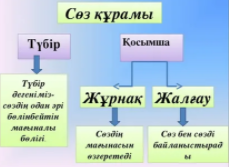 Сөз құрамы
Түбір
Қосымша
Түбір
дегеніміз-
сөздің одан әрі
бөлінбейтін
мағыналы
бөлігі.
Жұрнақ
Жалғау
Сөздің
мағынасын
өзгеретеді
Сөз бен сөзді
байланыстырад
ы